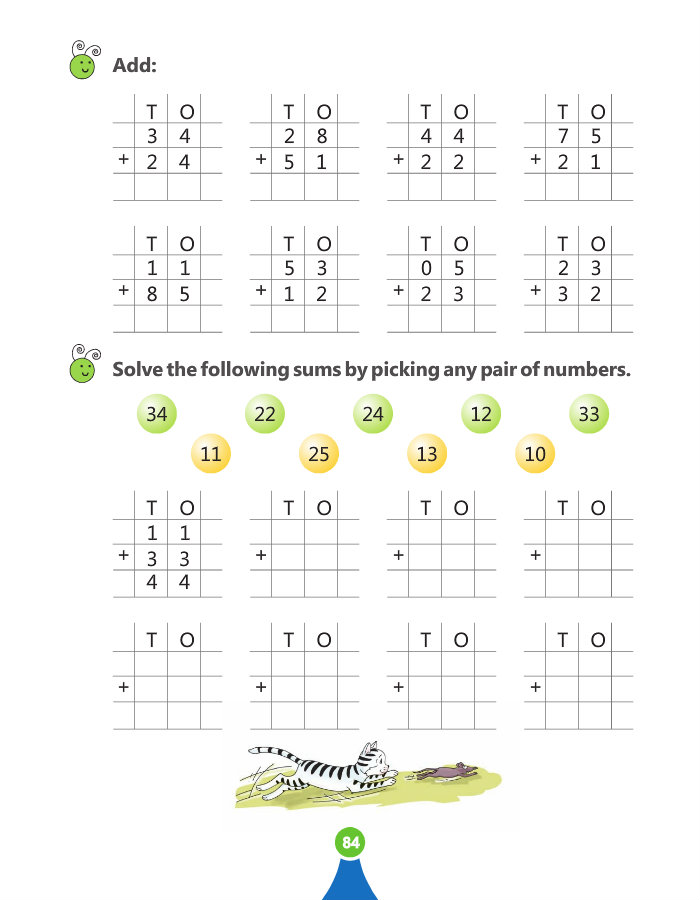 Add:
T O T O T O T O
3 4 2 8 4 4 7 5
+ 2 4 + 5 1 + 2 2 + 2 1
T O T O T O T O
1 1 5 3 0 5 2 3
+ 8 5 + 1 2 + 2 3 + 3 2
Solve the following sums by picking any pair of numbers.
34 22 24 12 33
11 25 13 10
T O T O T O T O
1 1
+ 3 3 + + +
4 4
T O T O T O T O
+ + + +
84